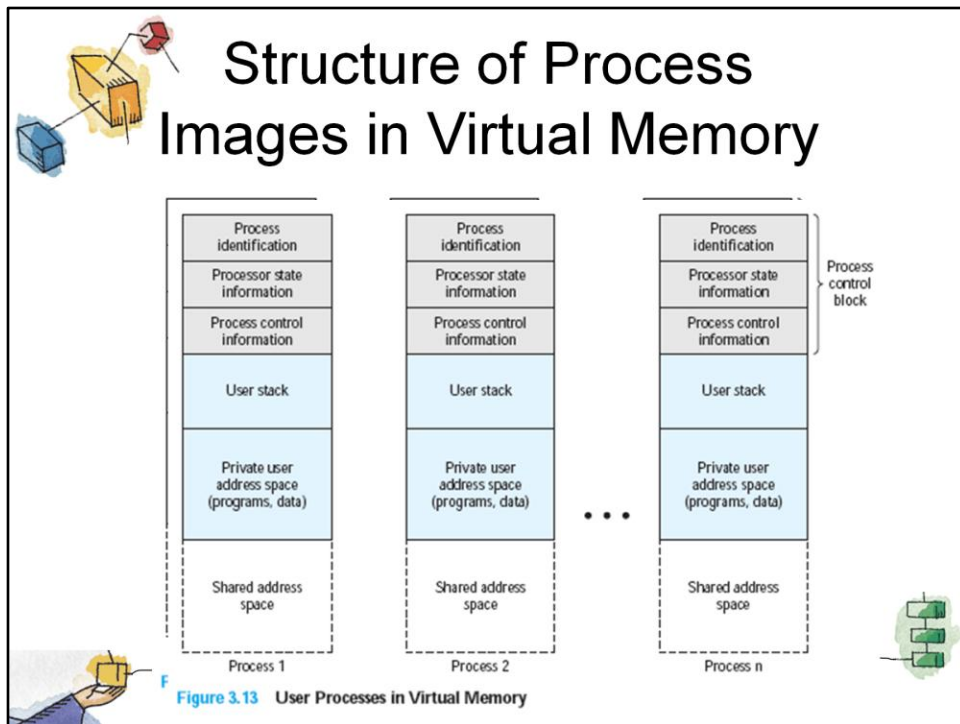 Structure of Process
Images in Virtual Memory
Process
identification
Processor state
information
Process control
information
User stack
Private user
address space
(programs, data)
Shared address
space
Process 1
Process
identification
Processor state
information
Process control
information
User stack
Private user
address space
(programs, data)
Shared address
space
Process 2
• • •
Process
identification
Processor state
information
Process control
information
User stack
Private user
address space
(programs, data)
Shared address
space
Process n
Process
control
block
F
Figure 3.13 User Processes in Virtual Memory